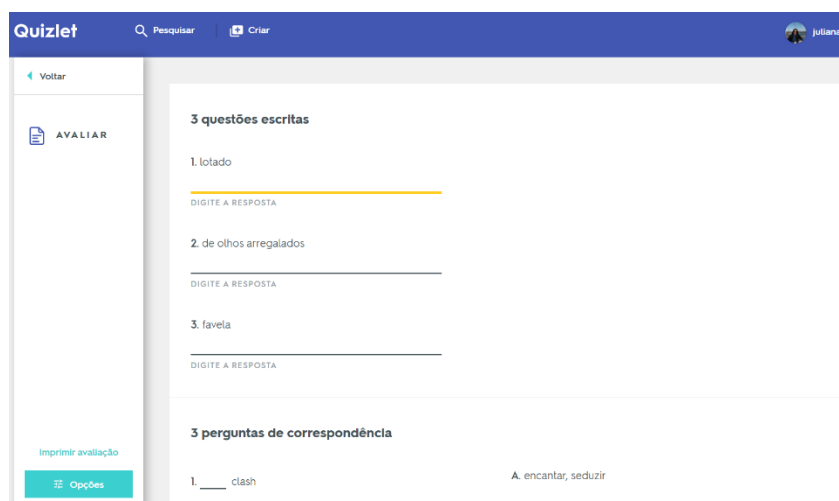 Quizlet
Pesquisar
Criar
juliana
Voltar
AVALIAR
3 questões escritas
1. lotado
DIGITE A RESPOSTA
2. de olhos arregalados
DIGITE A RESPOSTA
3. favela
DIGITE A RESPOSTA
3 perguntas de correspondência
1. ____ clash
A. encantar, seduzir
Imprimir avaliação
Opções